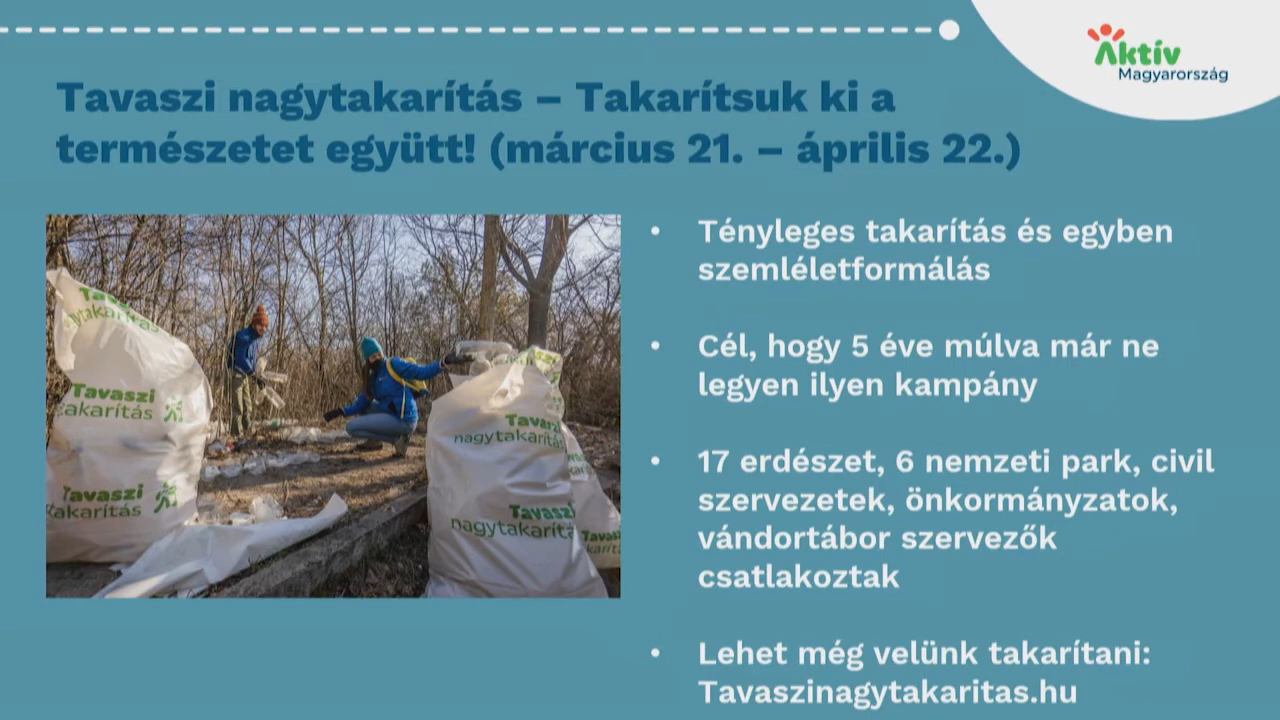 Aktív
Magyarország
Tavaszi nagytakarítás – Takarítsuk ki a
természetet együtt! (március 21. – április 22.)
Tavaszi
Tavaszi
takarítás
Tavaszi
takarítás
nagytakarítás
nagytakarítá
• Tényleges takarítás és egyben
szemléletformálás
• Cél, hogy 5 éve múlva már ne
legyen ilyen kampány
• 17 erdészet, 6 nemzeti park, civil
szervezetek, önkormányzatok,
vándortábor szervezők
csatlakoztak
• Lehet még velünk takarítani:
Tavaszinagytakaritas.hu